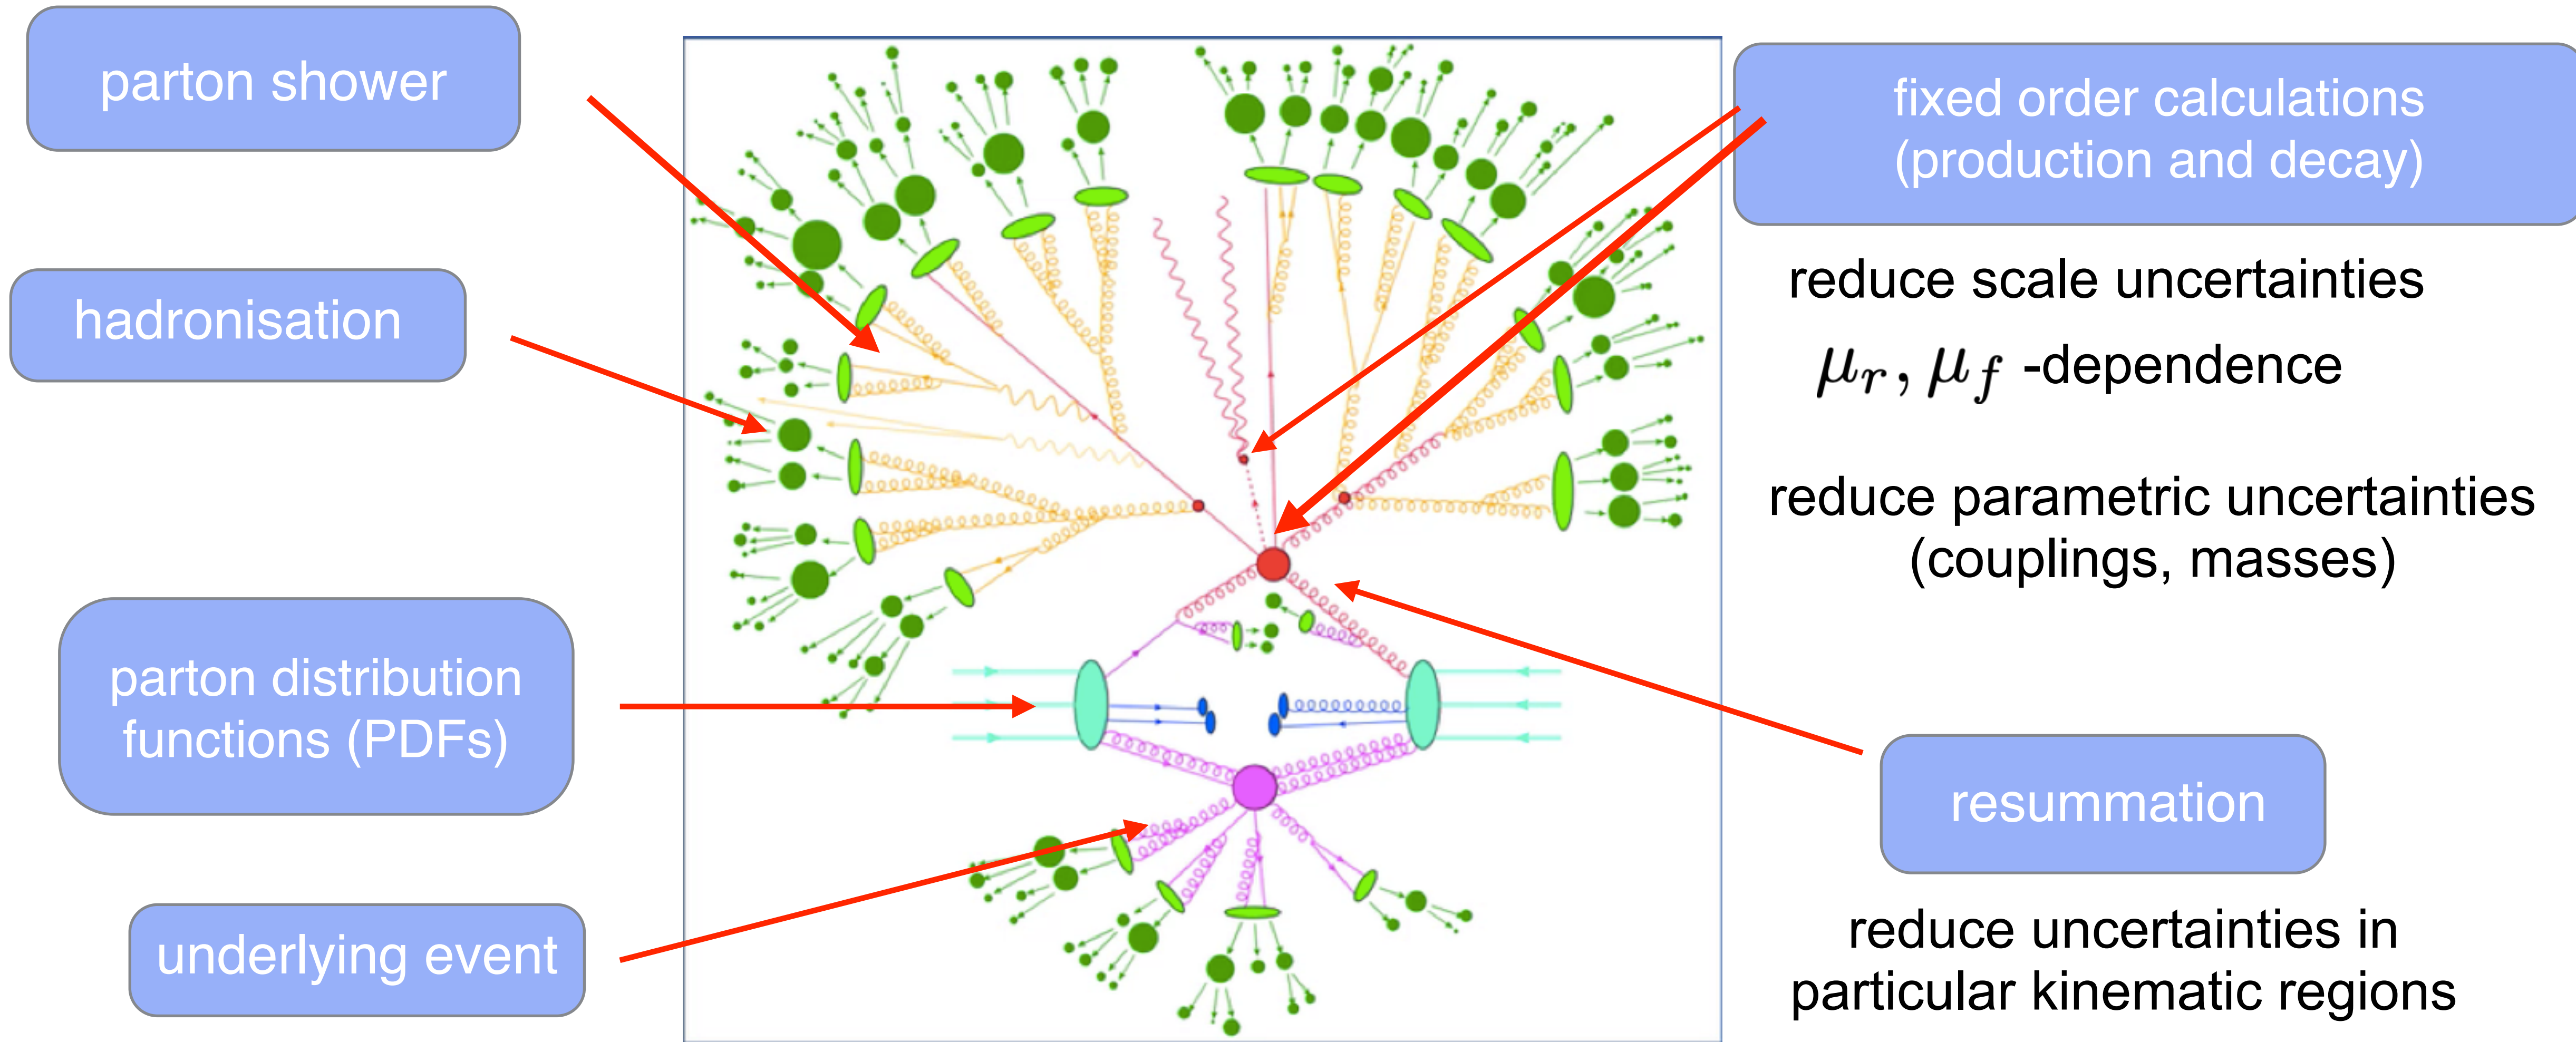 parton shower
hadronisation
parton distribution
functions (PDFs)
underlying event
fixed order calculations
(production and decay)
reduce scale uncertainties
μr, μf -dependence
reduce parametric uncertainties
(couplings, masses)
resummation
reduce uncertainties in
particular kinematic regions